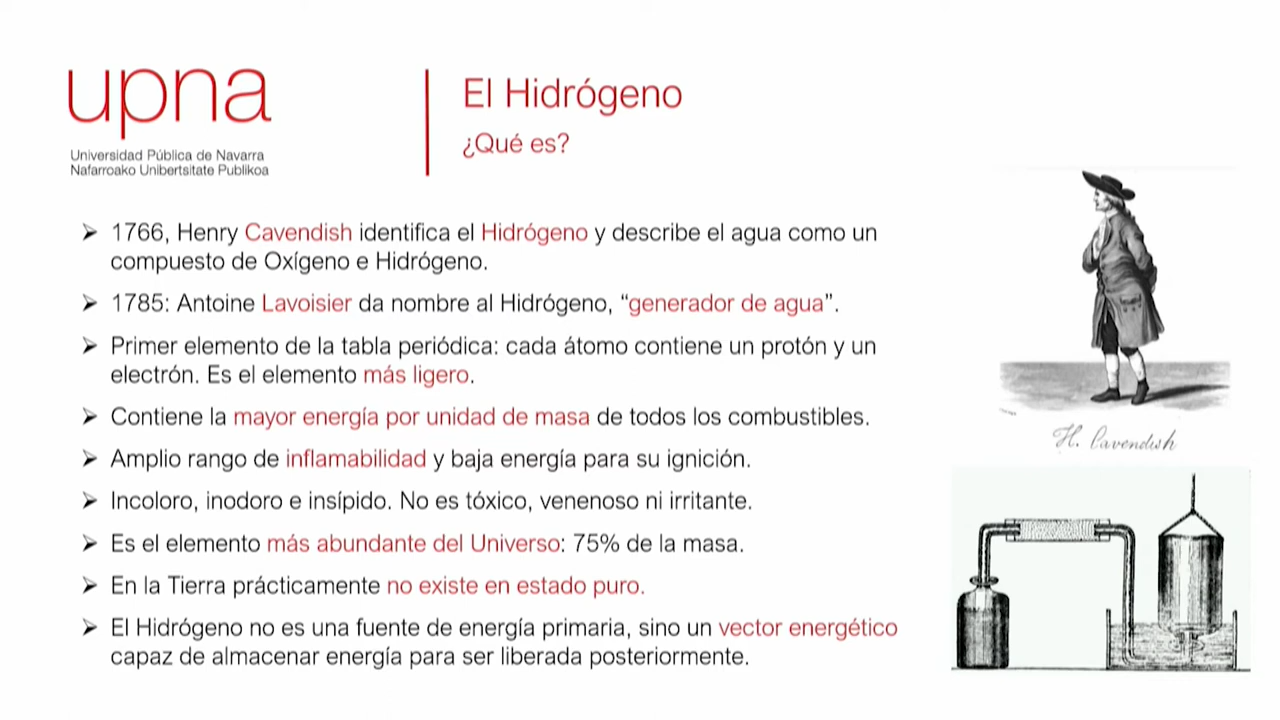 upna
Universidad Pública de Navarra
Nafarroako Unibertsitate Publikoa
El Hidrógeno
¿Qué es?
➤ 1766, Henry Cavendish identifica el Hidrógeno y describe el agua como un
compuesto de Oxígeno e Hidrógeno.
➤ 1785: Antoine Lavoisier da nombre al Hidrógeno, “generador de agua”.
➤ Primer elemento de la tabla periódica: cada átomo contiene un protón y un
electrón. Es el elemento más ligero.
➤ Contiene la mayor energía por unidad de masa de todos los combustibles.
➤ Amplio rango de inflamabilidad y baja energía para su ignición.
➤ Incoloro, inodoro e insípido. No es tóxico, venenoso ni irritante.
➤ Es el elemento más abundante del Universo: 75% de la masa.
➤ En la Tierra prácticamente no existe en estado puro.
➤ El Hidrógeno no es una fuente de energía primaria, sino un vector energético
capaz de almacenar energía para ser liberada posteriormente.
H. Cavendish